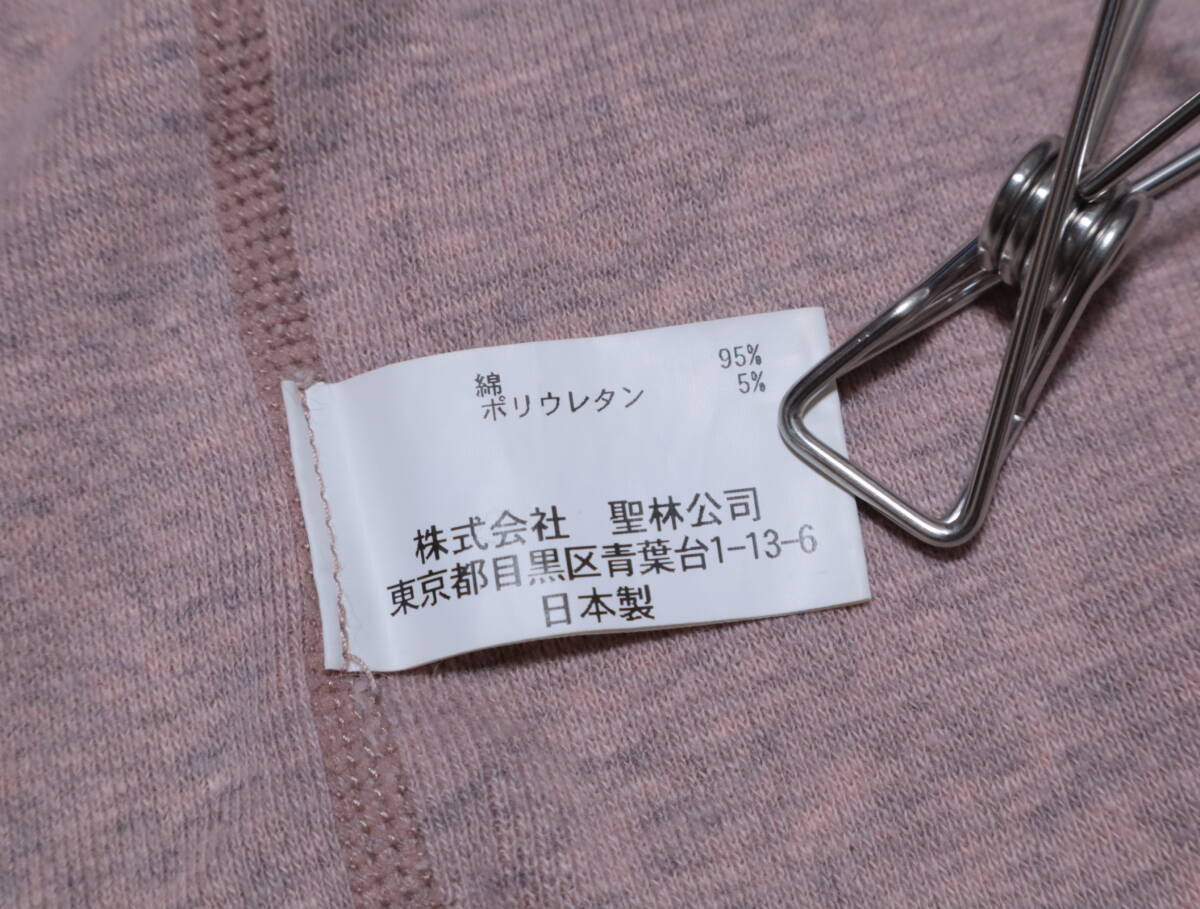 綿 95%
ポリウレタン 5%
株式会社 聖林公司
東京都目黒区青葉台1-13-6
日本製